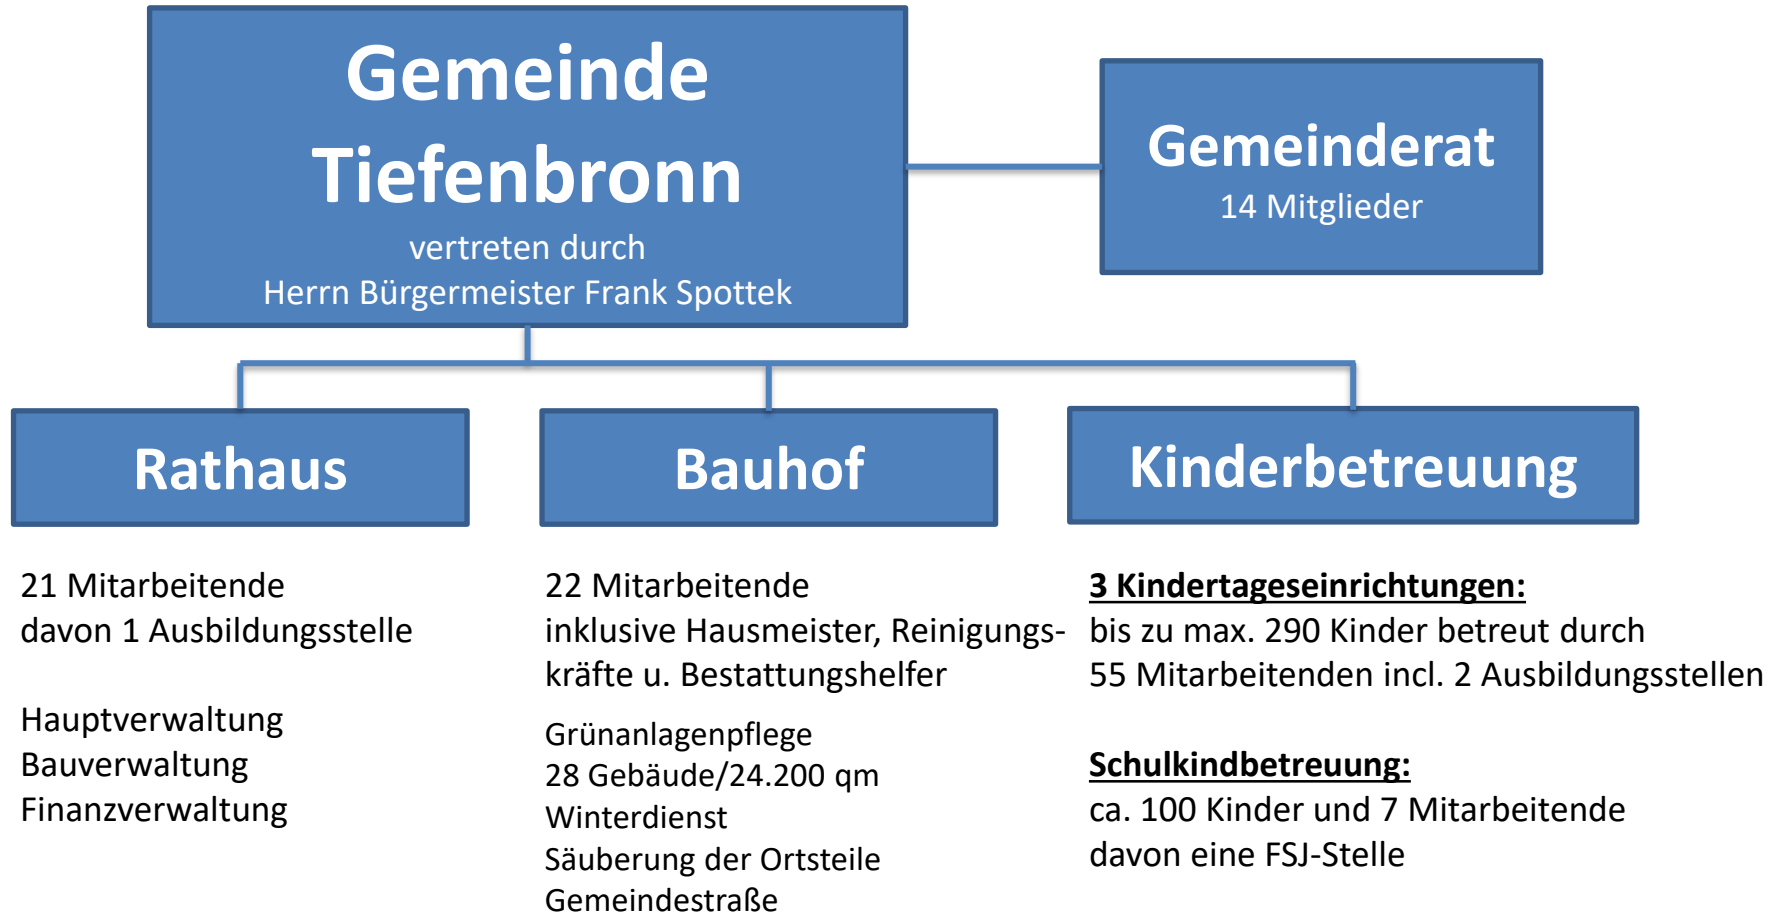 Gemeinde
Tiefenbronn
vertreten durch
Herrn Bürgermeister Frank Spottek
Gemeinderat
14 Mitglieder
Rathaus
21 Mitarbeitende
davon 1 Ausbildungsstelle
Hauptverwaltung
Bauverwaltung
Finanzverwaltung
Bauhof
22 Mitarbeitende
inklusive Hausmeister, Reinigungs-
kräfte u. Bestattungshelfer
Grünanlagenpflege
28 Gebäude/24.200 qm
Winterdienst
Säuberung der Ortsteile
Gemeindestraße
Kinderbetreuung
3 Kindertageseinrichtungen:
bis zu max. 290 Kinder betreut durch
55 Mitarbeitenden incl. 2 Ausbildungsstellen
Schulkindbetreuung:
ca. 100 Kinder und 7 Mitarbeitende
davon eine FSJ-Stelle